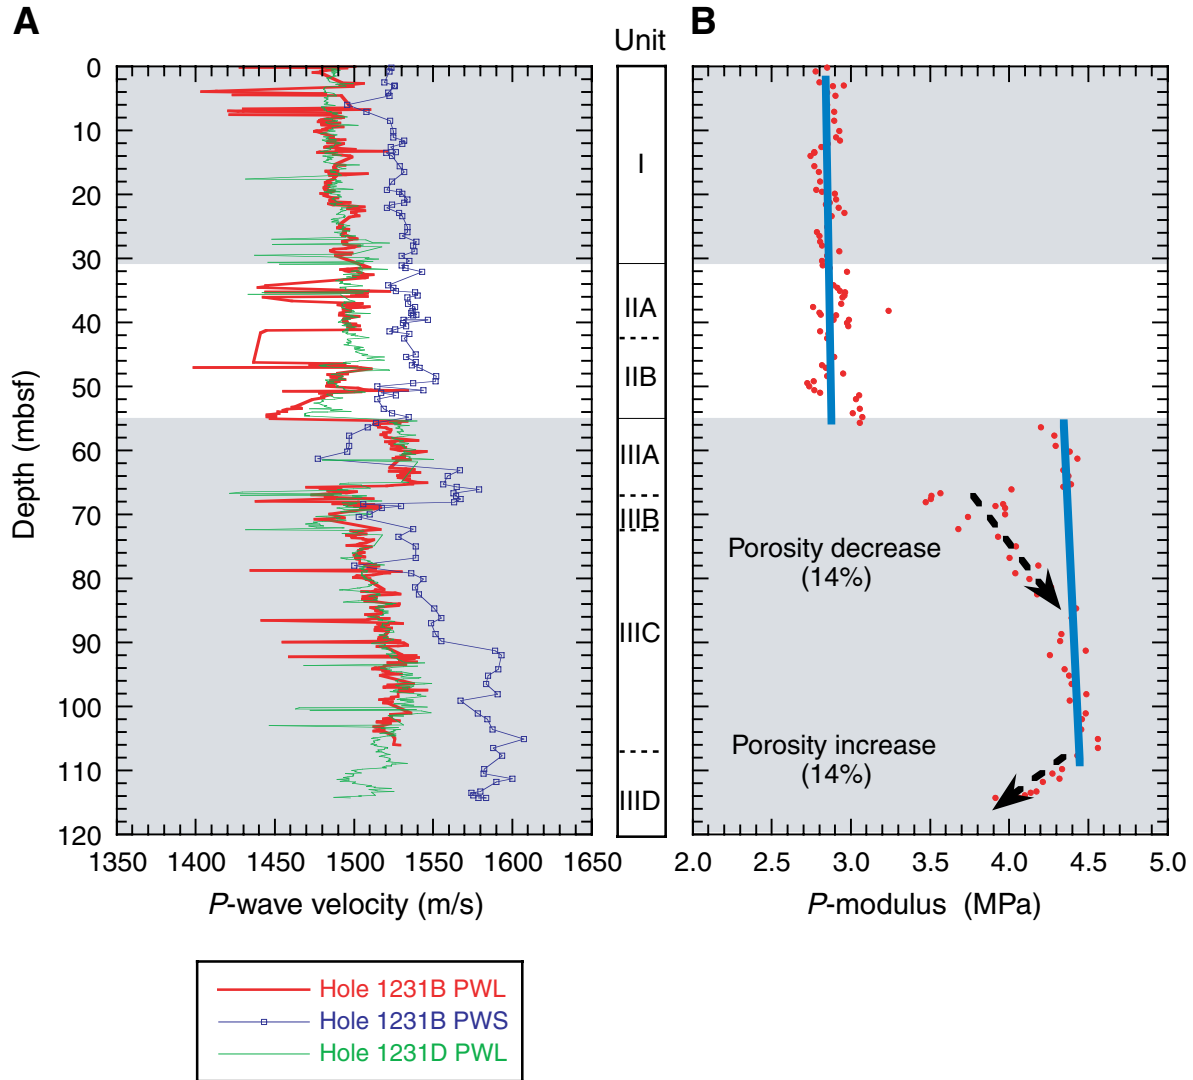 A
B
Unit
0
10
20
30
40
50
60
70
80
90
100
110
120
Depth (mbsf)
1350 1400 1450 1500 1550 1600 1650
P-wave velocity (m/s)
I
IIA
IIB
IIIA
IIIB
IIIC
IIID
Porosity decrease
(14%)
Porosity increase
(14%)
2.0 2.5 3.0 3.5 4.0 4.5 5.0
P-modulus (MPa)
Hole 1231B PWL
Hole 1231B PWS
Hole 1231D PWL